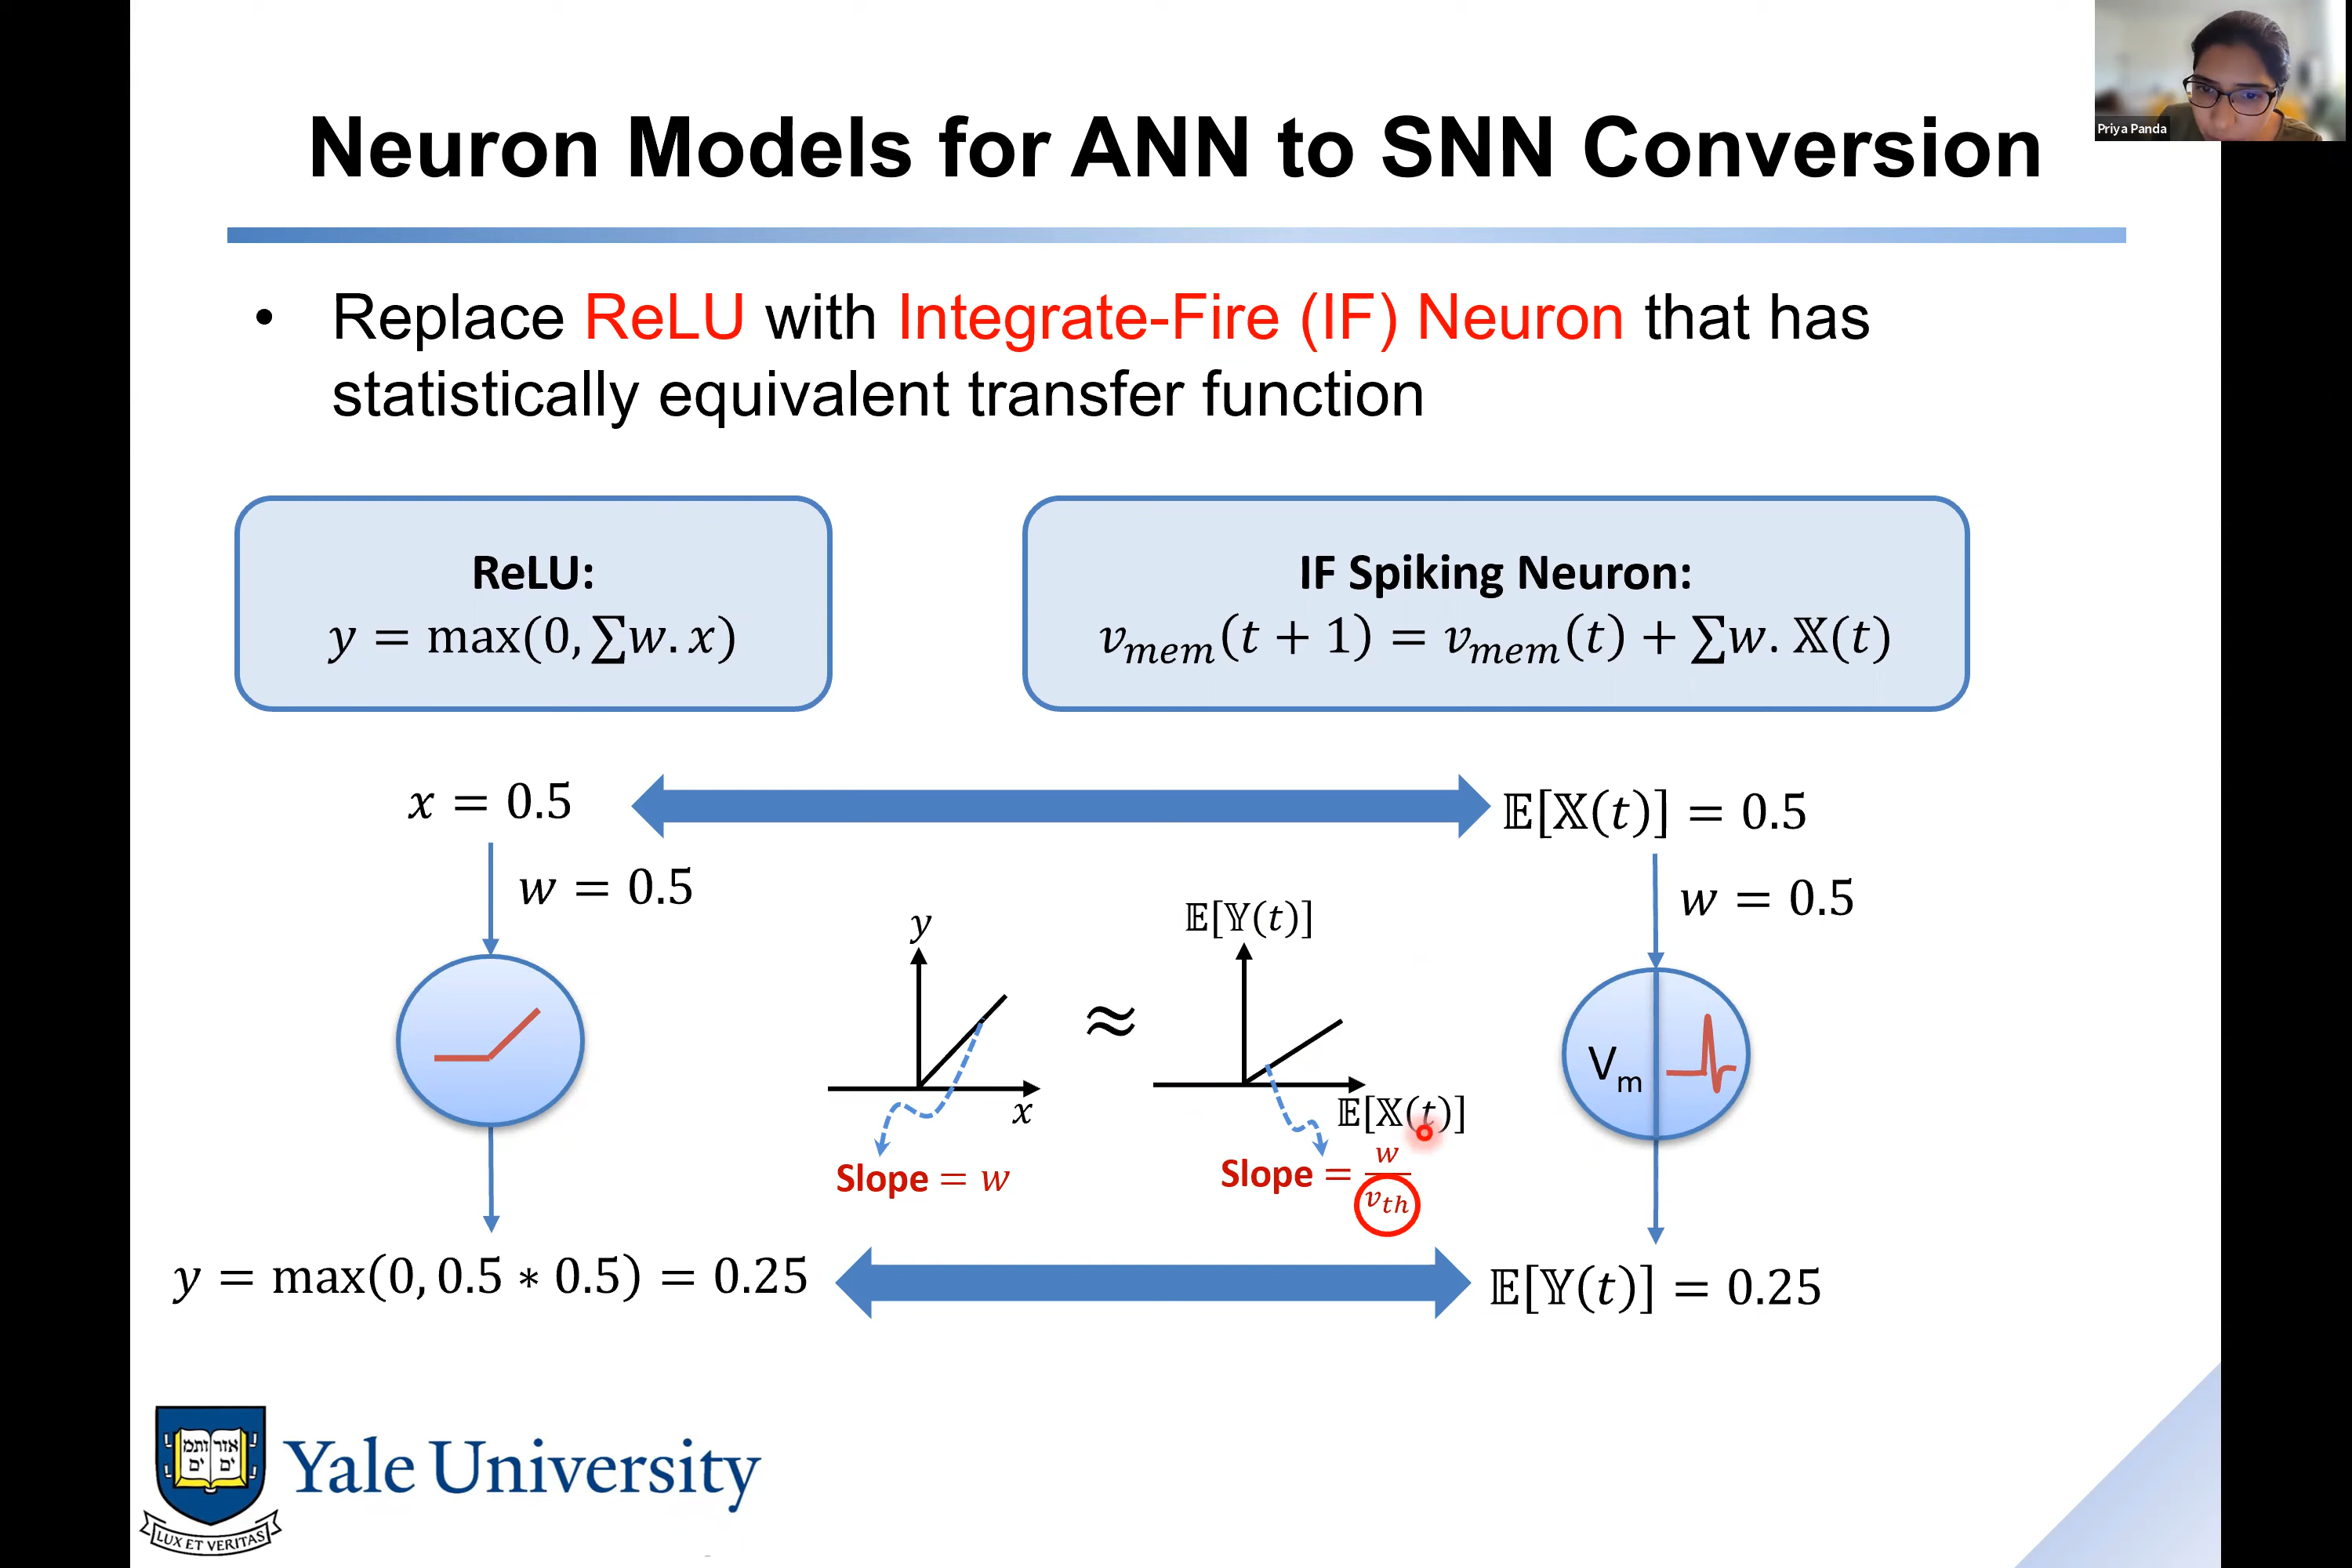 Priya Panda
Neuron Models for ANN to SNN Conversion
• Replace ReLU with Integrate-Fire (IF) Neuron that has
statistically equivalent transfer function
ReLU:
y = max(0, ∑w. x)
IF Spiking Neuron:
v_mem(t + 1) = v_mem(t) + ∑w. 𝕏(t)
x = 0.5
𝔼[𝕏(t)] = 0.5
w = 0.5
w = 0.5
y
𝔼[𝕐(t)]
≈
x
𝔼[𝕏(t)]
V_m
Slope = w
Slope = w/v_th
y = max(0, 0.5 ∗ 0.5) = 0.25
𝔼[𝕐(t)] = 0.25
Yale University
LUX ET VERITAS